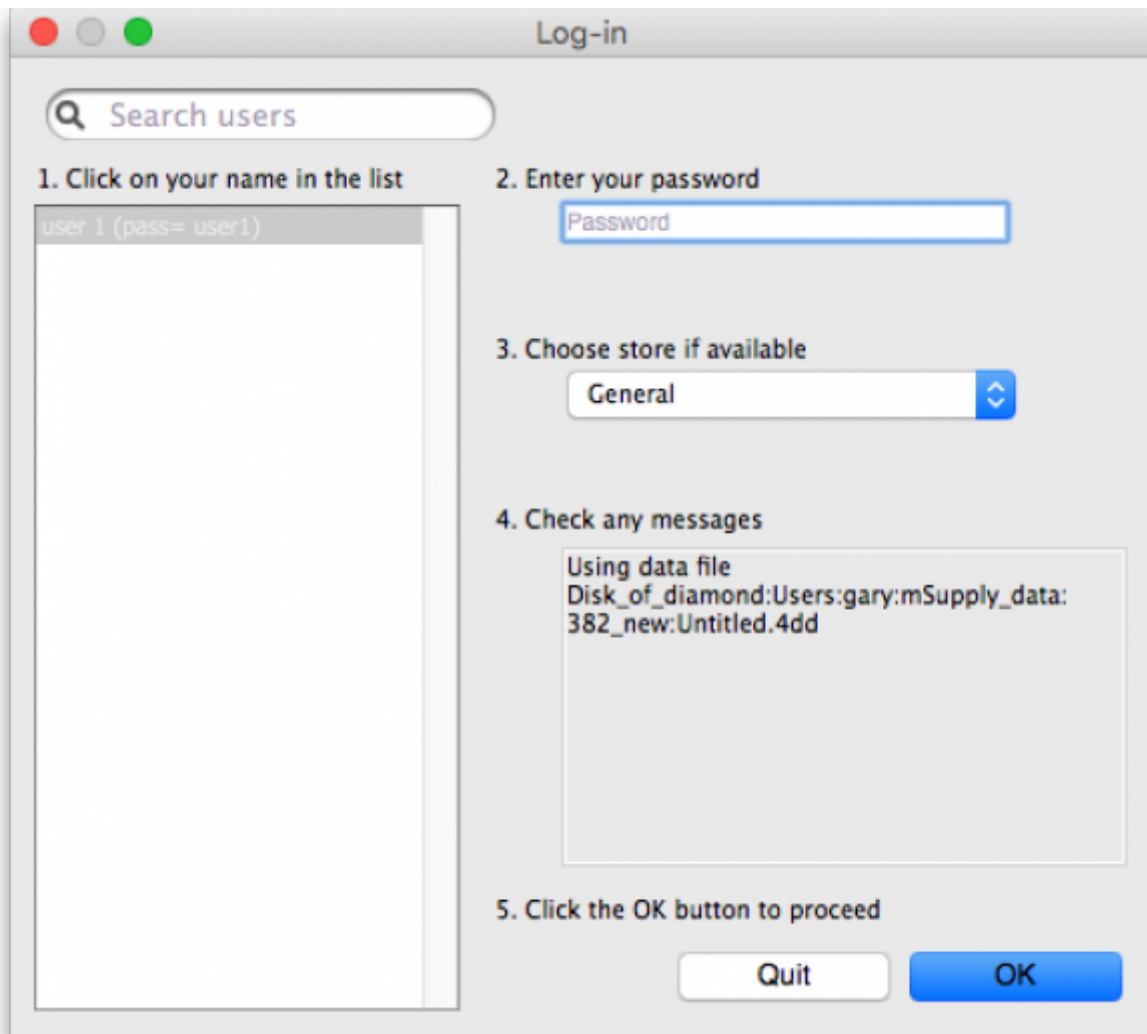 Log-in
Search users
1. Click on your name in the list
user 1 (pass= user1)
2. Enter your password
Password
3. Choose store if available
General
4. Check any messages
Using data file
Disk_of_diamond:Users:gary:mSupply_data:
382_new:Untitled.4dd
5. Click the OK button to proceed
Quit
OK